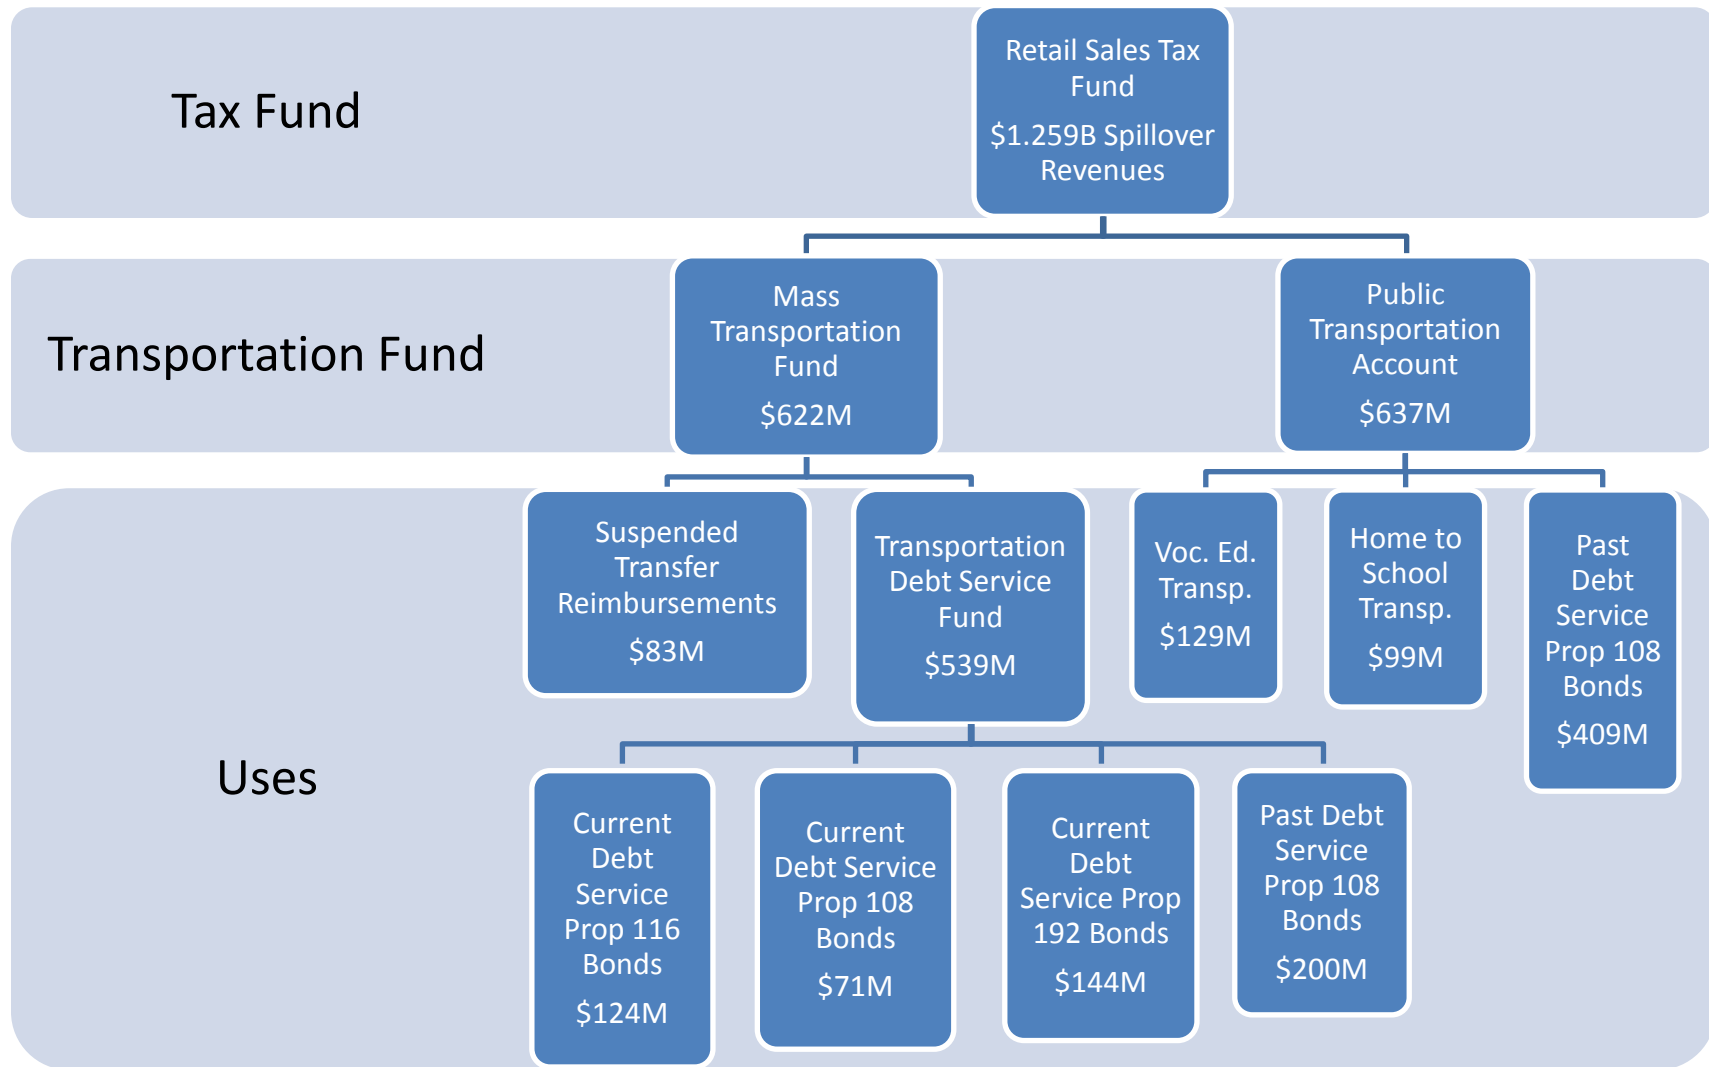 Tax Fund
Retail Sales Tax
Fund
$1.259B Spillover
Revenues
Transportation Fund
Mass
Transportation
Fund
$622M
Public
Transportation
Account
$637M
Uses
Suspended
Transfer
Reimbursements
$83M
Transportation
Debt Service
Fund
$539M
Voc. Ed.
Transp.
$129M
Home to
School
Transp.
$99M
Past
Debt
Service
Prop 108
Bonds
$409M
Current
Debt
Service
Prop 116
Bonds
$124M
Current
Debt Service
Prop 108
Bonds
$71M
Current
Debt
Service Prop
192 Bonds
$144M
Past Debt
Service
Prop 108
Bonds
$200M